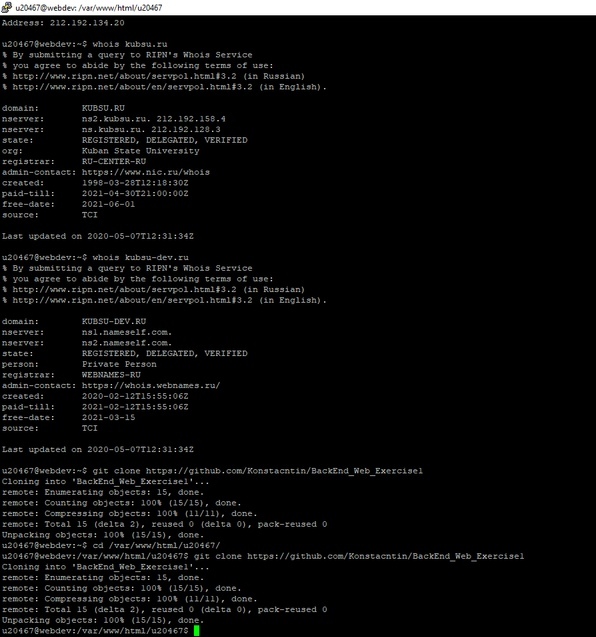 u20467@webdev: /var/www/html/u20467
Address: 212.192.134.20
u20467@webdev:~$ whois kubsu.ru
% By submitting a query to RIPN's Whois Service
% you agree to abide by the following terms of use:
% http://www.ripn.net/about/servpol.html#3.2 (in Russian)
% http://www.ripn.net/about/en/servpol.html#3.2 (in English).
domain: KUBSU.RU
nserver: ns2.kubsu.ru. 212.192.158.4
nserver: ns.kubsu.ru. 212.192.128.3
state: REGISTERED, DELEGATED, VERIFIED
org: Kuban State University
registrar: RU-CENTER-RU
admin-contact: https://www.nic.ru/whois
created: 1998-03-28T12:18:30Z
paid-till: 2021-04-30T21:00:00Z
free-date: 2021-06-01
source: TCI
Last updated on 2020-05-07T12:31:34Z
u20467@webdev:~$ whois kubsu-dev.ru
% By submitting a query to RIPN's Whois Service
% you agree to abide by the following terms of use:
% http://www.ripn.net/about/servpol.html#3.2 (in Russian)
% http://www.ripn.net/about/en/servpol.html#3.2 (in English).
domain: KUBSU-DEV.RU
nserver: ns1.nameself.com.
nserver: ns2.nameself.com.
state: REGISTERED, DELEGATED, VERIFIED
person: Private Person
registrar: WEBNAMES-RU
admin-contact: https://whois.webnames.ru/
created: 2020-02-12T15:55:06Z
paid-till: 2021-02-12T15:55:06Z
free-date: 2021-03-15
source: TCI
Last updated on 2020-05-07T12:31:34Z
u20467@webdev:~$ git clone https://github.com/Konstacntin/BackEnd_Web_Exercise1
Cloning into 'BackEnd_Web_Exercise1'...
remote: Enumerating objects: 15, done.
remote: Counting objects: 100% (15/15), done.
remote: Compressing objects: 100% (11/11), done.
remote: Total 15 (delta 2), reused 0 (delta 0), pack-reused 0
Unpacking objects: 100% (15/15), done.
u20467@webdev:~$ cd /var/www/html/u20467/
u20467@webdev:/var/www/html/u20467$ git clone https://github.com/Konstacntin/BackEnd_Web_Exercise1
Cloning into 'BackEnd_Web_Exercise1'...
remote: Enumerating objects: 15, done.
remote: Counting objects: 100% (15/15), done.
remote: Compressing objects: 100% (11/11), done.
remote: Total 15 (delta 2), reused 0 (delta 0), pack-reused 0
Unpacking objects: 100% (15/15), done.
u20467@webdev:/var/www/html/u20467$